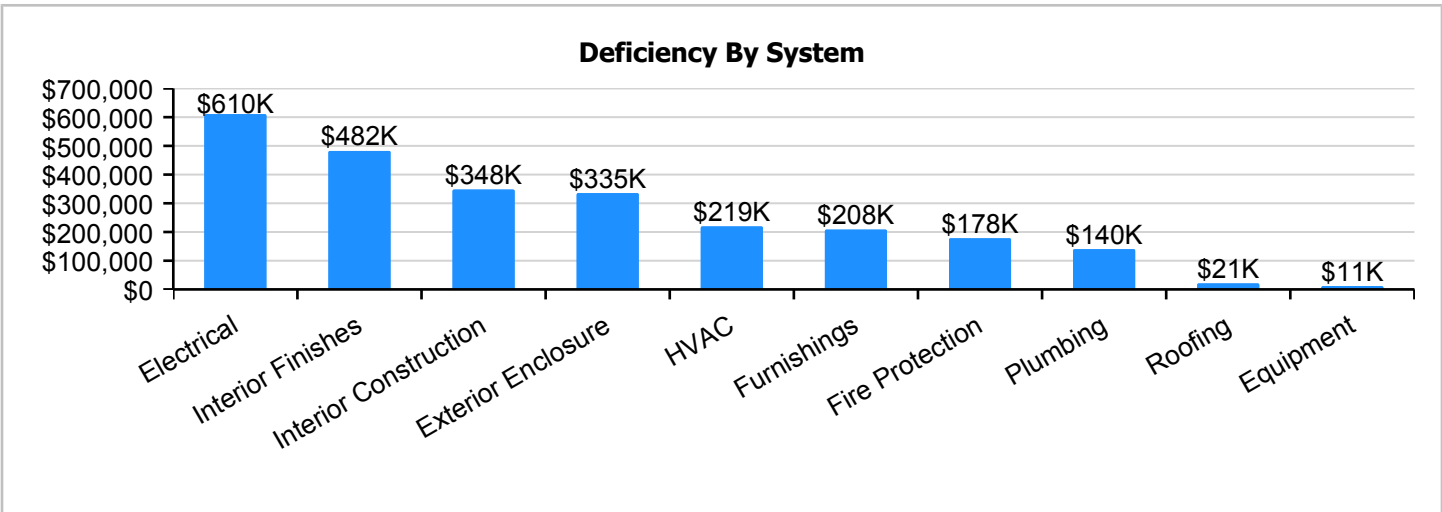 Deficiency By System
$700,000
$600,000
$500,000
$400,000
$300,000
$200,000
$100,000
$0
$610K
$482K
$348K
$335K
$219K
$208K
$178K
$140K
$21K
$11K
Electrical
Interior Finishes
Interior Construction
Exterior Enclosure
HVAC
Furnishings
Fire Protection
Plumbing
Roofing
Equipment